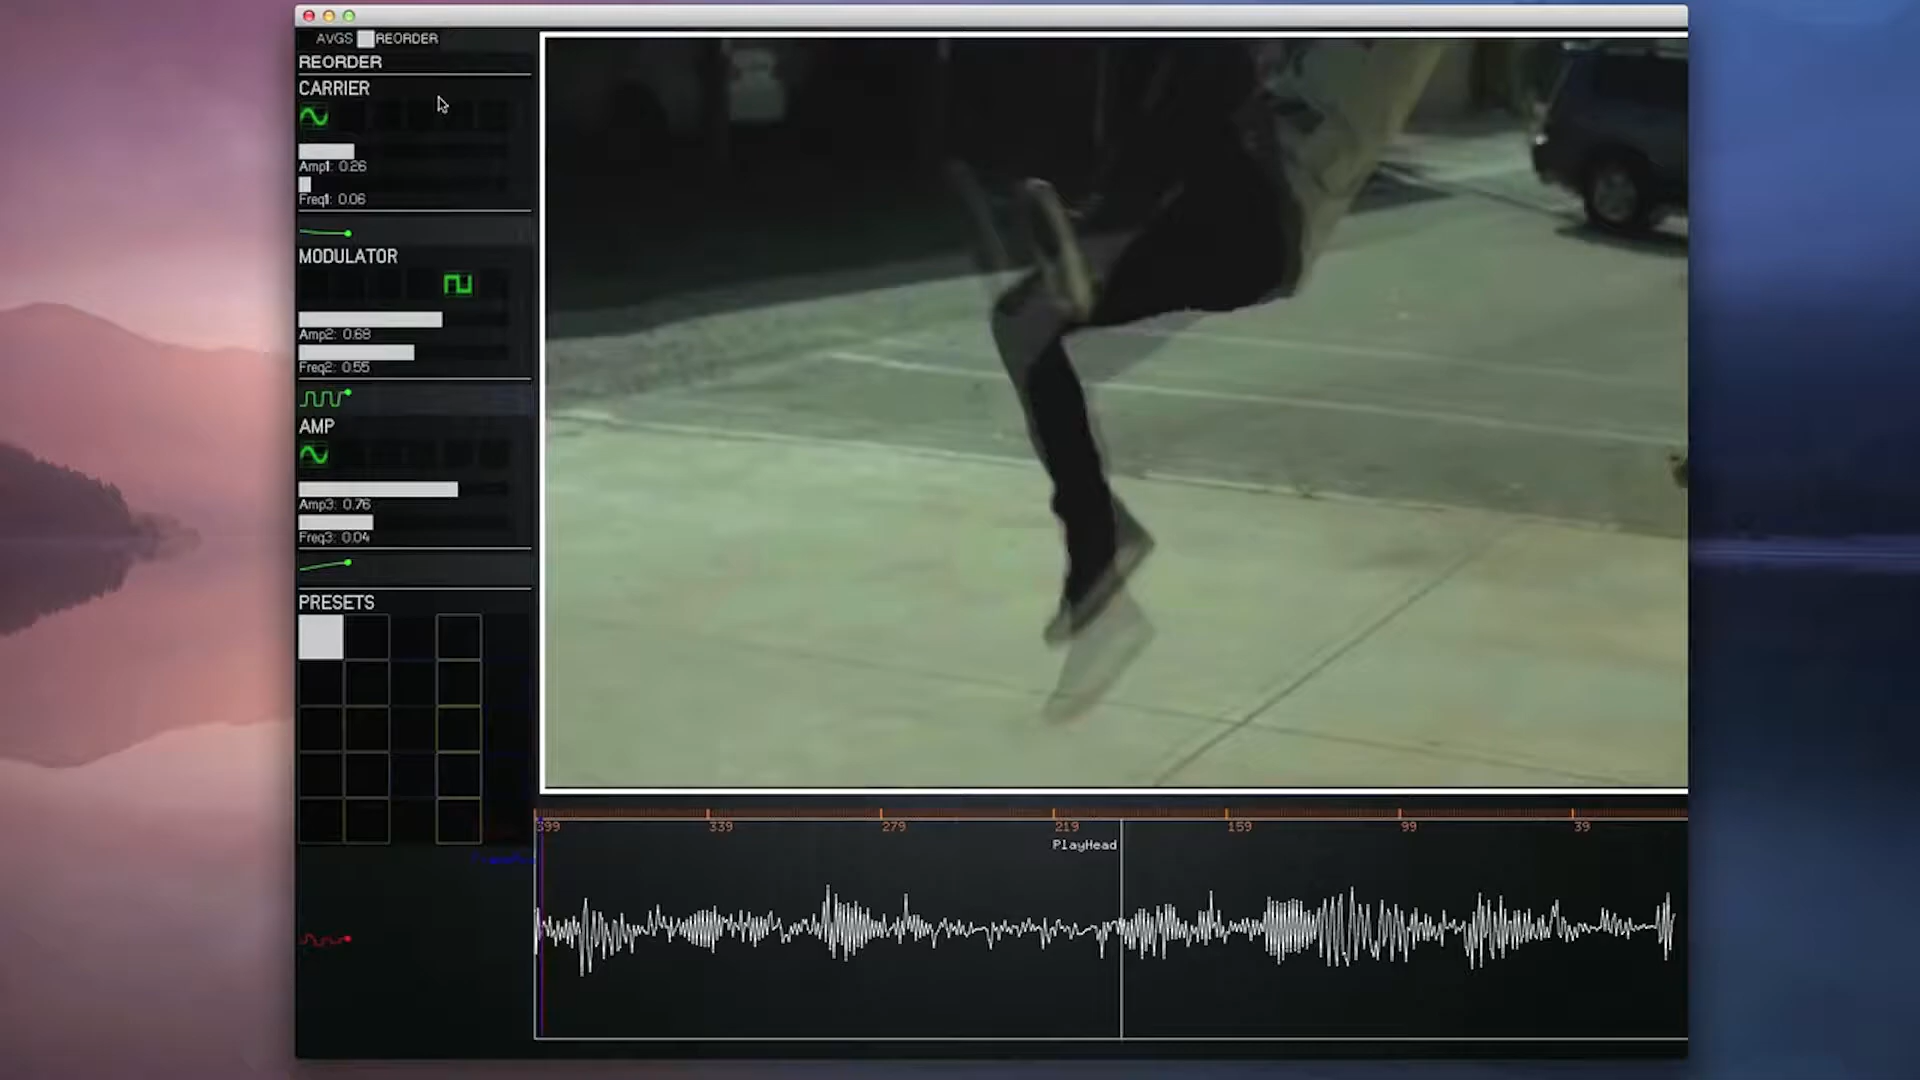 AVGS REORDER
REORDER
CARRIER
Amp1: 0.26
Freq1: 0.06
MODULATOR
Amp2: 0.68
Freq2: 0.55
AMP
Amp3: 0.76
Freq3: 0.04
PRESETS
399 339 279 219 159 99 39
PlayHead